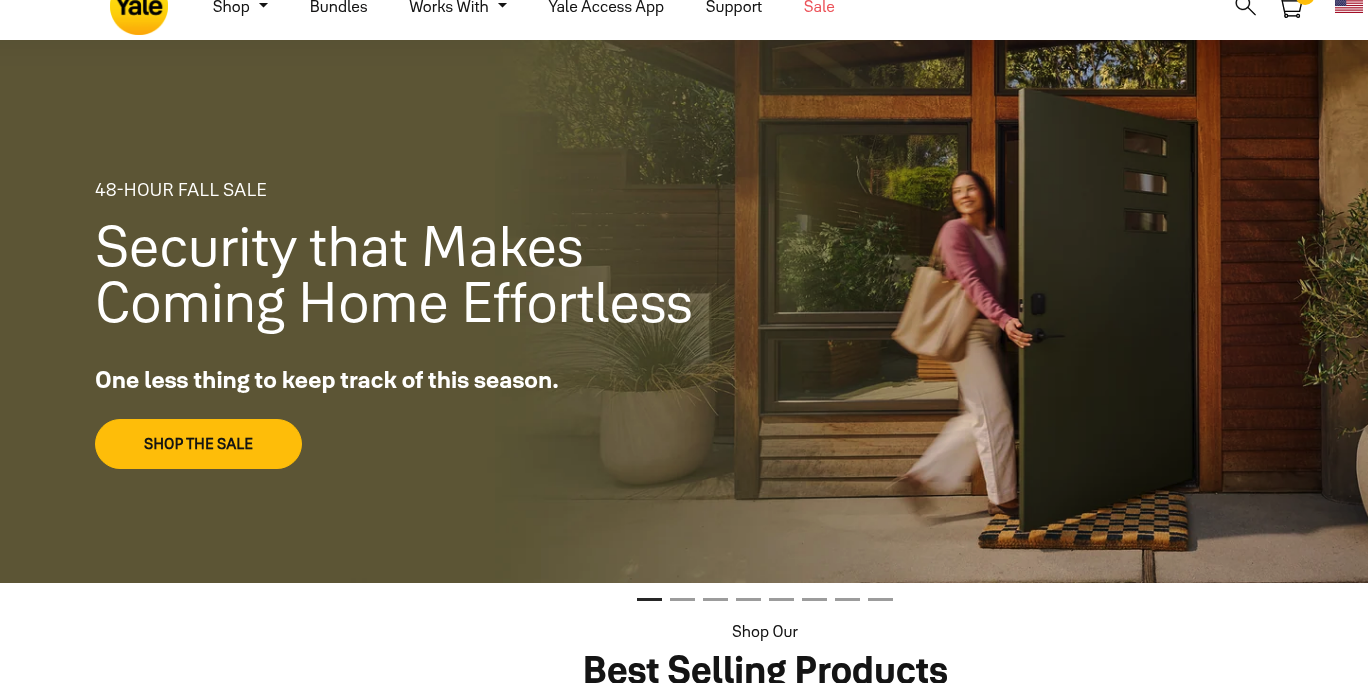 Yale
Shop
Bundles
Works With
Yale Access App
Support
Sale
48-HOUR FALL SALE
Security that Makes
Coming Home Effortless
One less thing to keep track of this season.
SHOP THE SALE
Shop Our
Best Selling Products